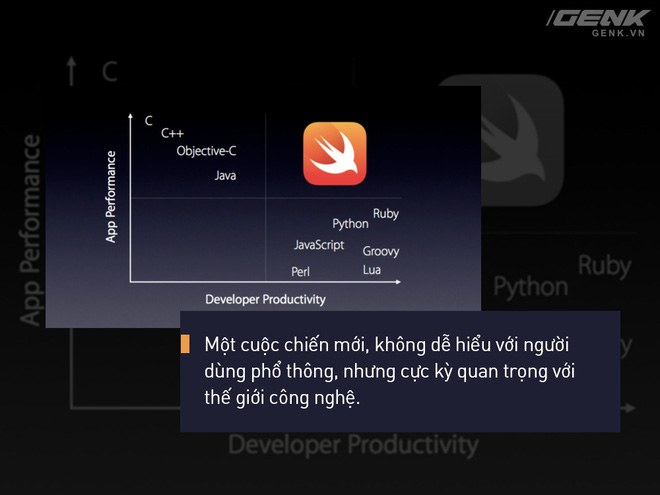 GENK
GENK.VN
C
C
C++
Objective-C
Java
App Performance
App Performance
Ruby
Python
JavaScript
Groovy
Perl
Lua
Developer Productivity
Ruby
Python
Một cuộc chiến mới, không dễ hiểu với người
dùng phổ thông, nhưng cực kỳ quan trọng với
thế giới công nghệ.
Developer Productivity